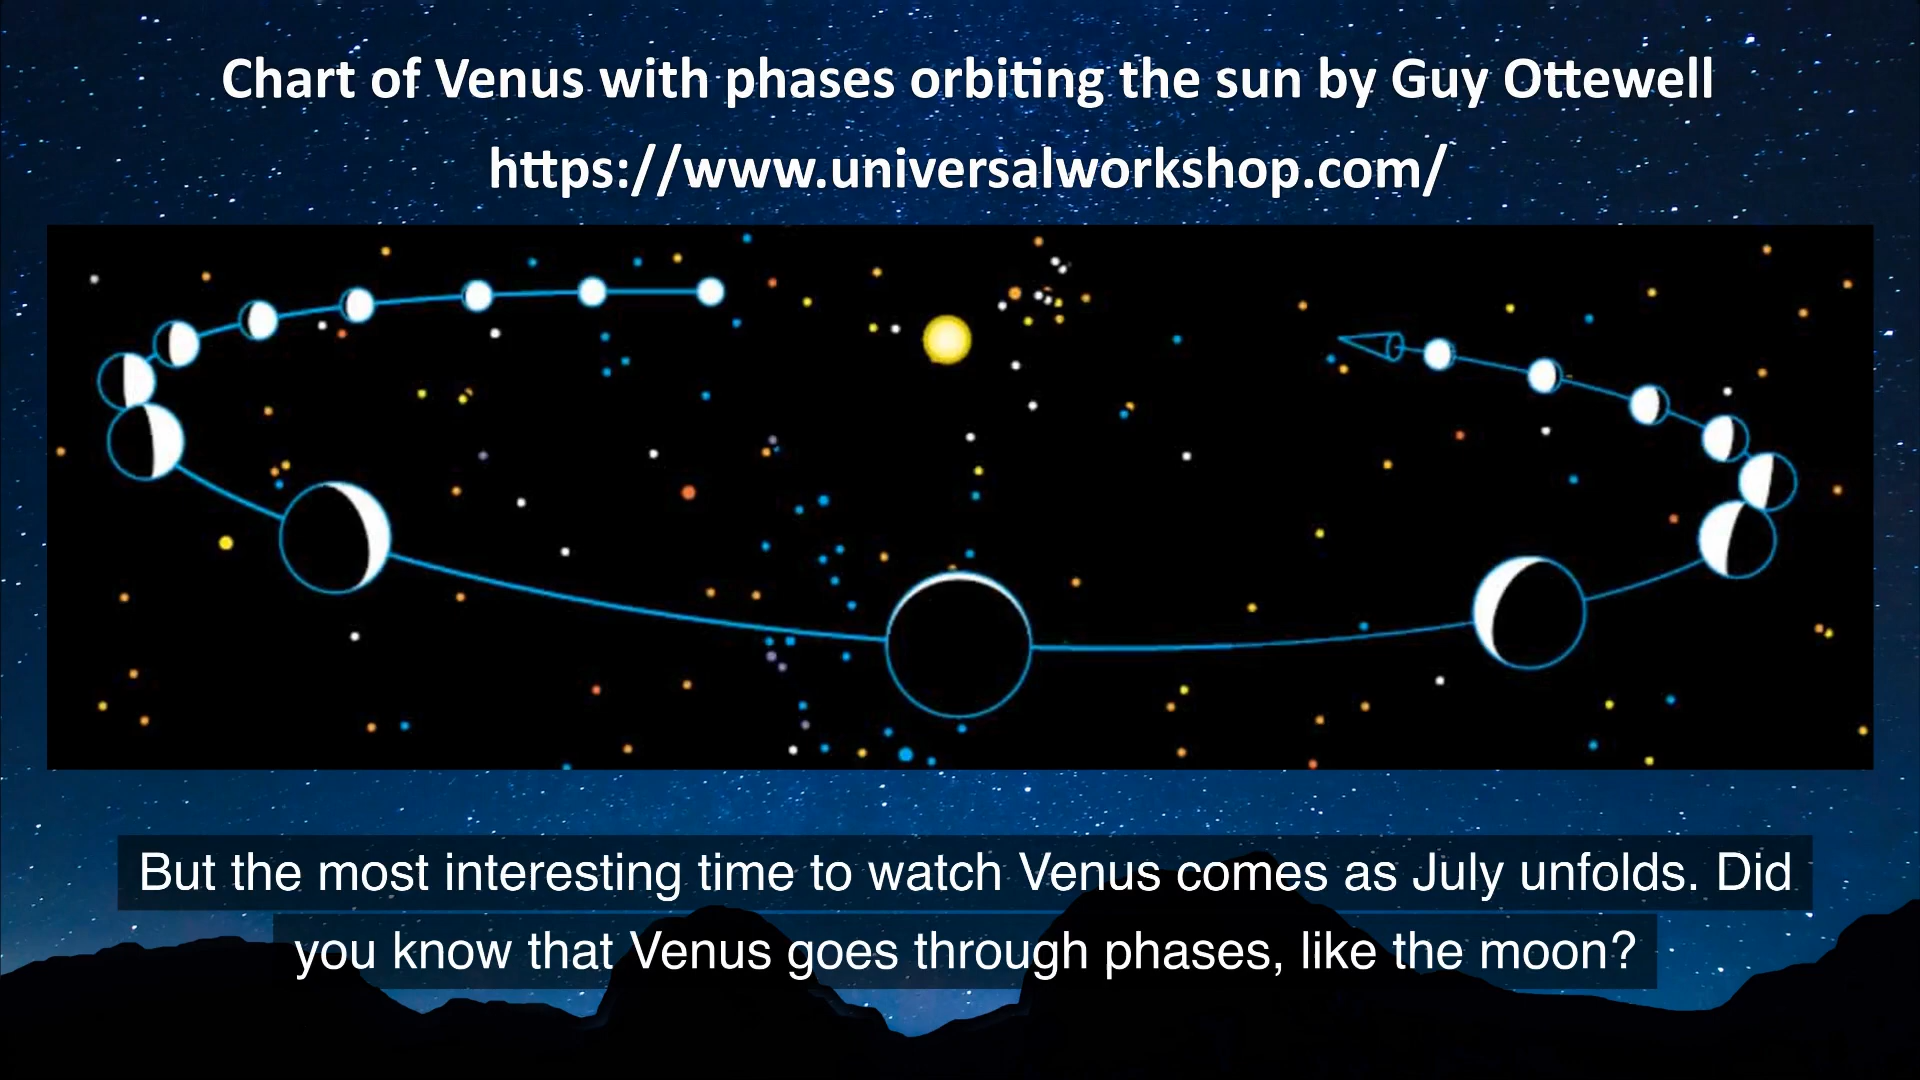 Chart of Venus with phases orbiting the sun by Guy Ottewell
https://www.universalworkshop.com/
But the most interesting time to watch Venus comes as July unfolds. Did
you know that Venus goes through phases, like the moon?